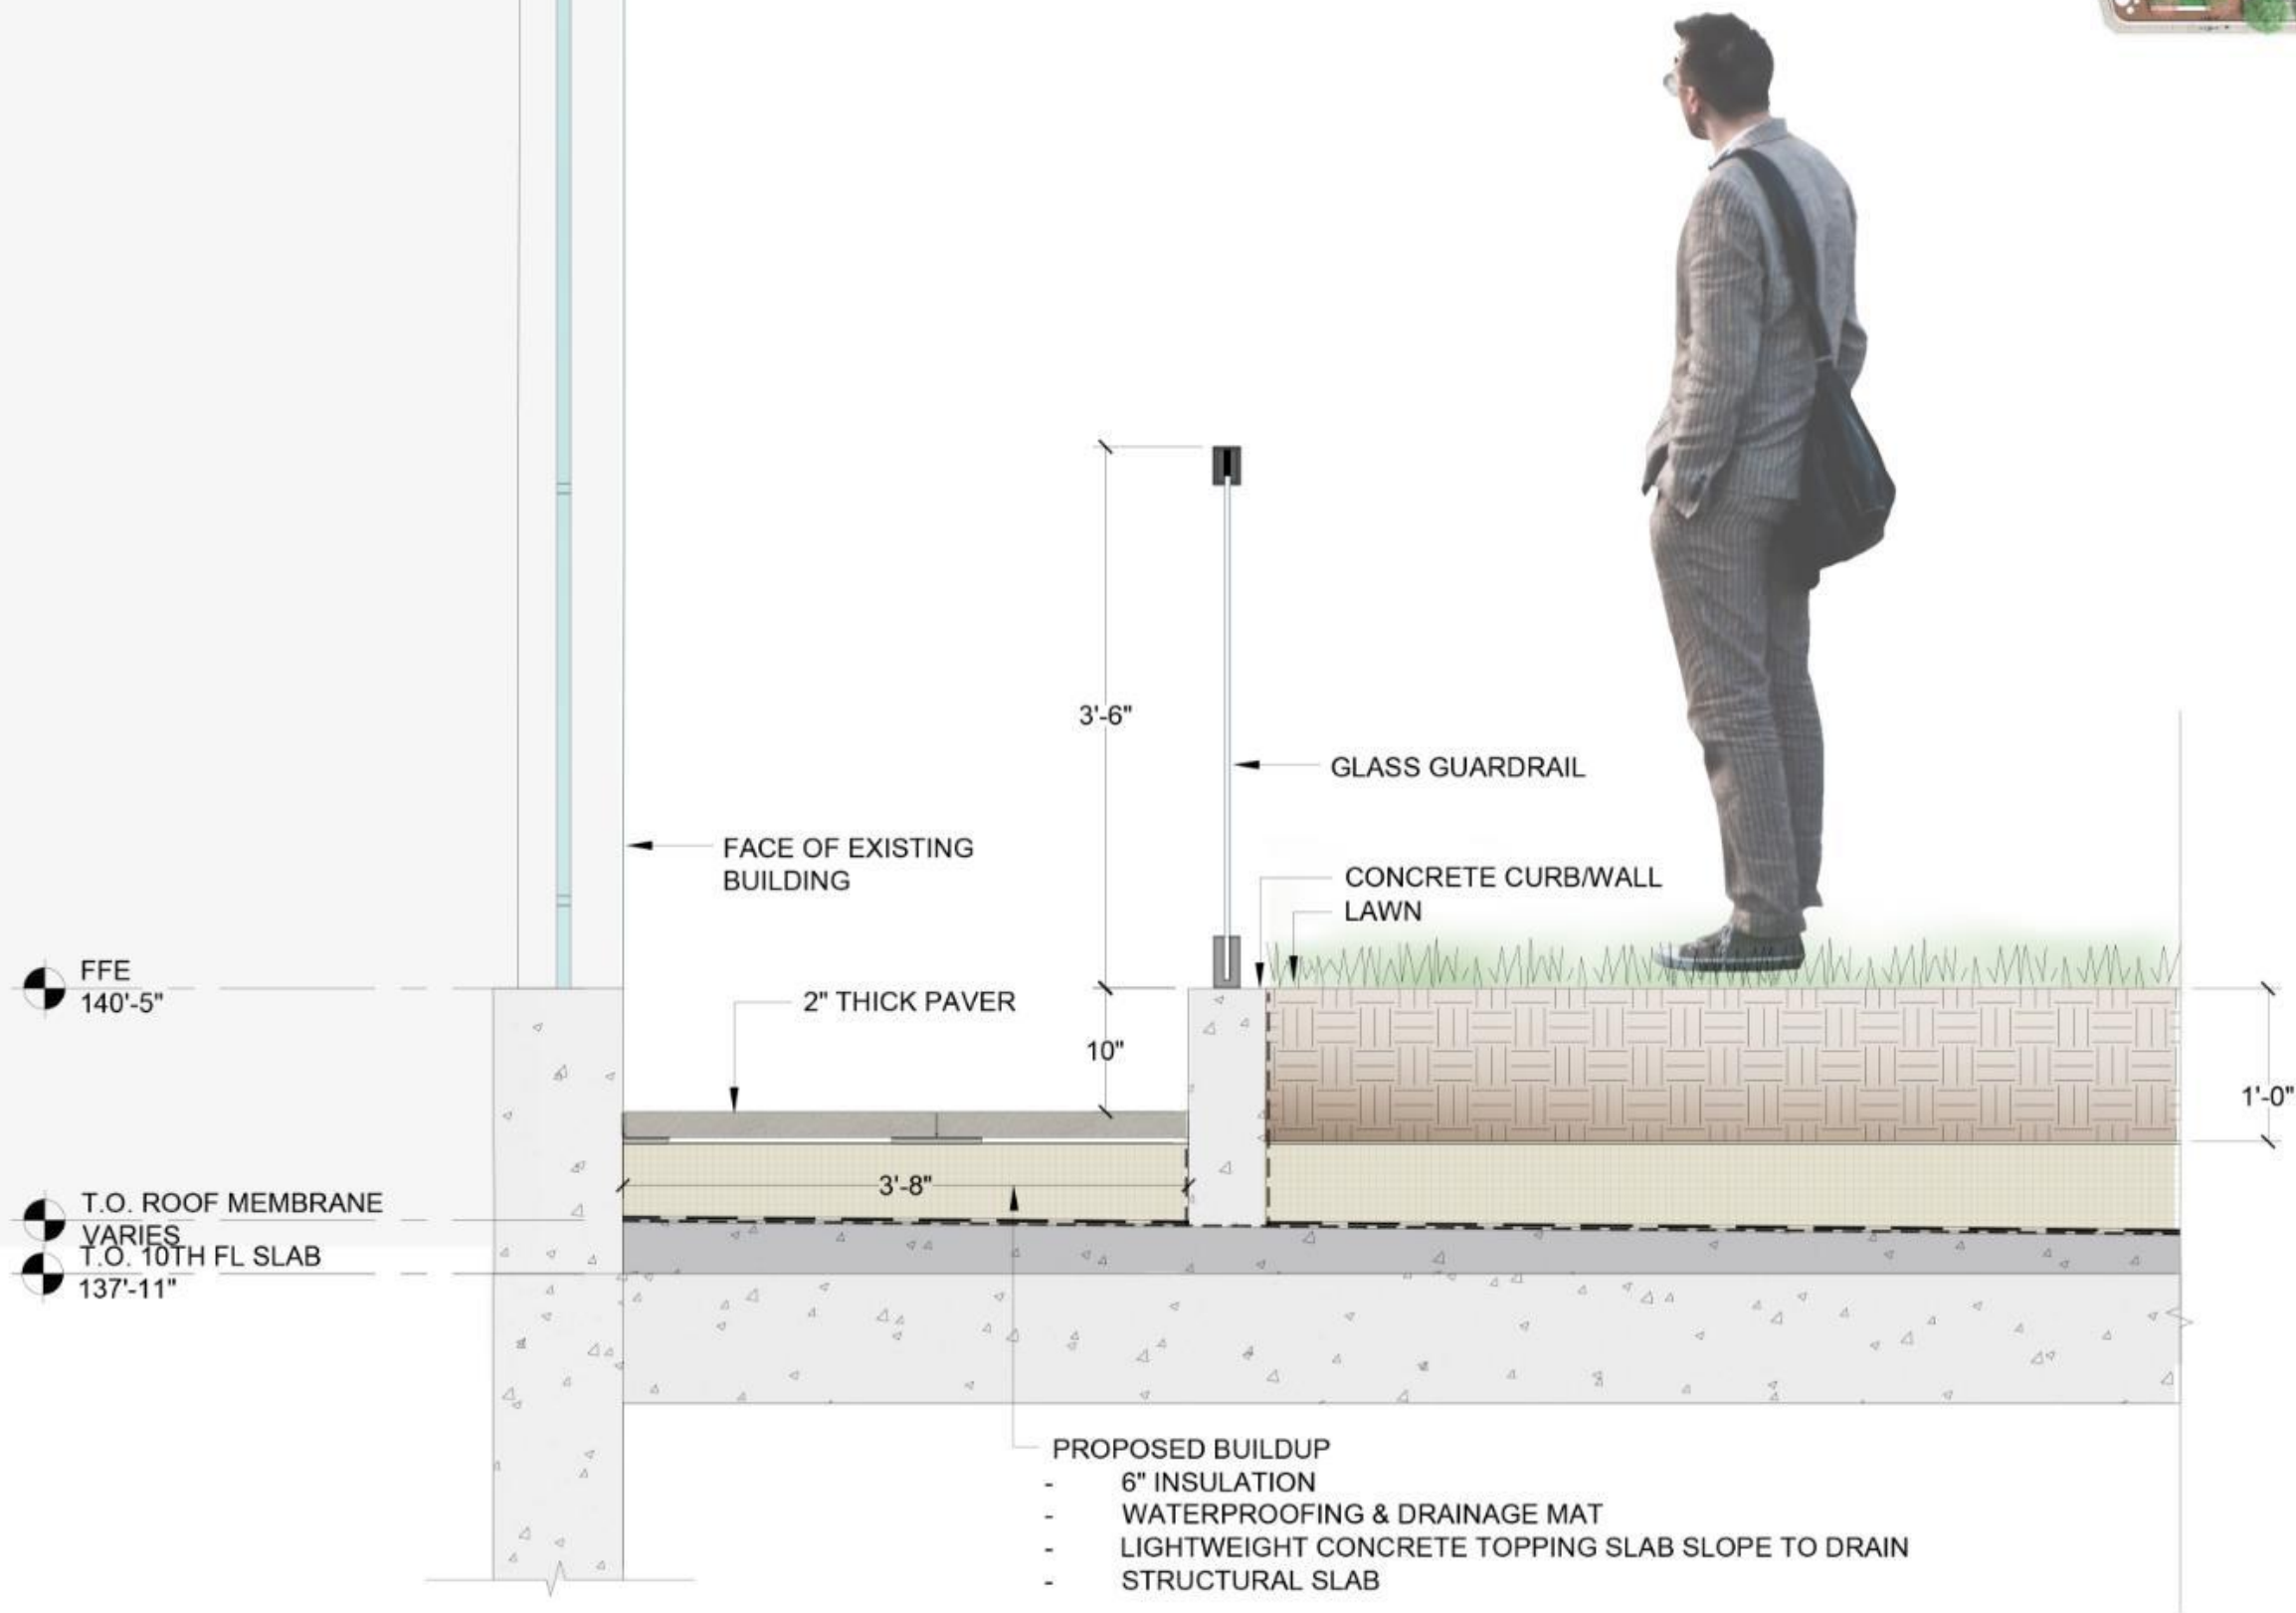 3'-6"
GLASS GUARDRAIL
FACE OF EXISTING
BUILDING
CONCRETE CURB/WALL
LAWN
FFE
140'-5"
2" THICK PAVER
10"
1'-0"
3'-8"
T.O. ROOF MEMBRANE
VARIES
T.O. 10TH FL SLAB
137'-11"
PROPOSED BUILDUP
- 6" INSULATION
- WATERPROOFING & DRAINAGE MAT
- LIGHTWEIGHT CONCRETE TOPPING SLAB SLOPE TO DRAIN
- STRUCTURAL SLAB